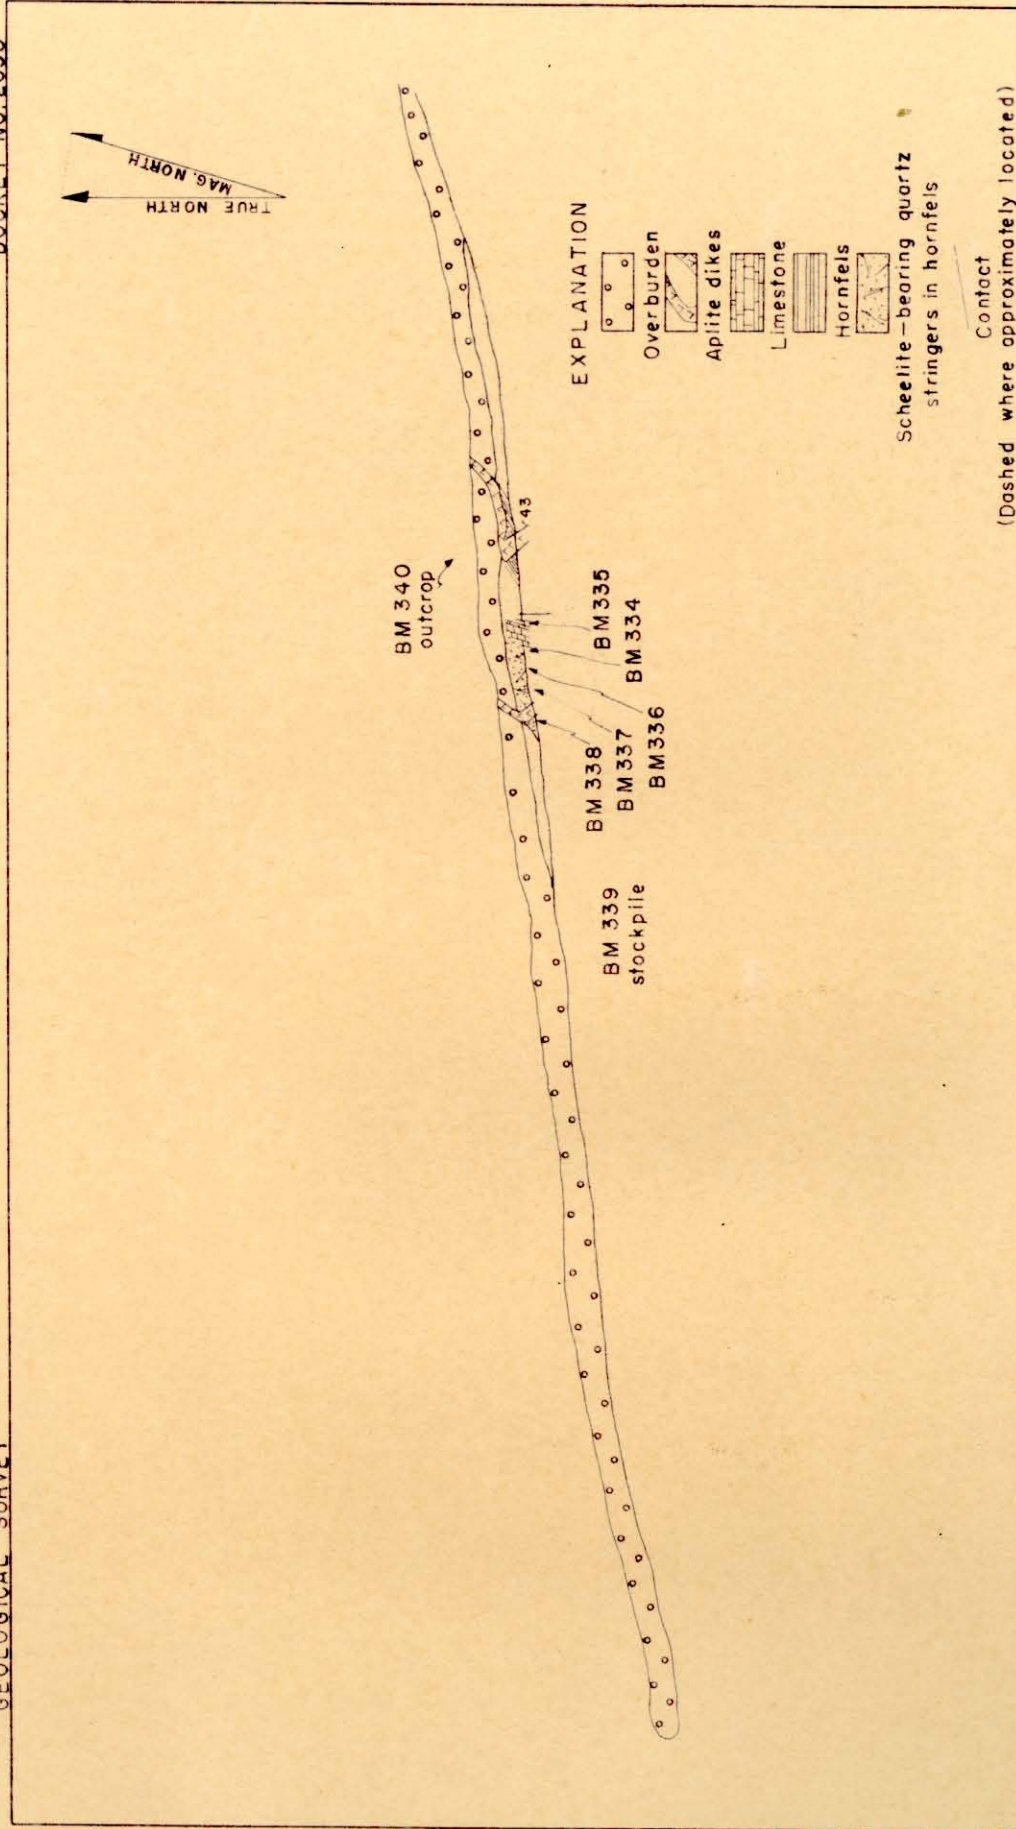 GEOLOGICAL SURVEY
TRUE NORTH
MAG. NORTH
BM 340
outcrop
43
BM 335
BM 334
BM 336
BM 337
BM 338
BM 339
stockpile
EXPLANATION
Overburden
Aplite dikes
Limestone
Hornfels
Scheelite-bearing quartz
stringers in hornfels
Contact
(Dashed where approximately located)